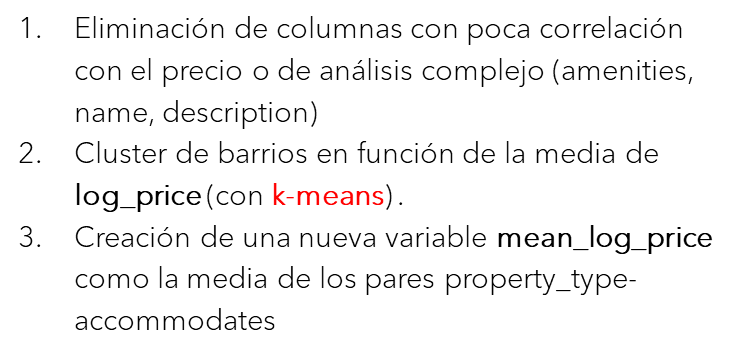 1. Eliminación de columnas con poca correlación
con el precio o de análisis complejo (amenities,
name, description)
2. Cluster de barrios en función de la media de
log_price (con k-means).
3. Creación de una nueva variable mean_log_price
como la media de los pares property_type-
accommodates